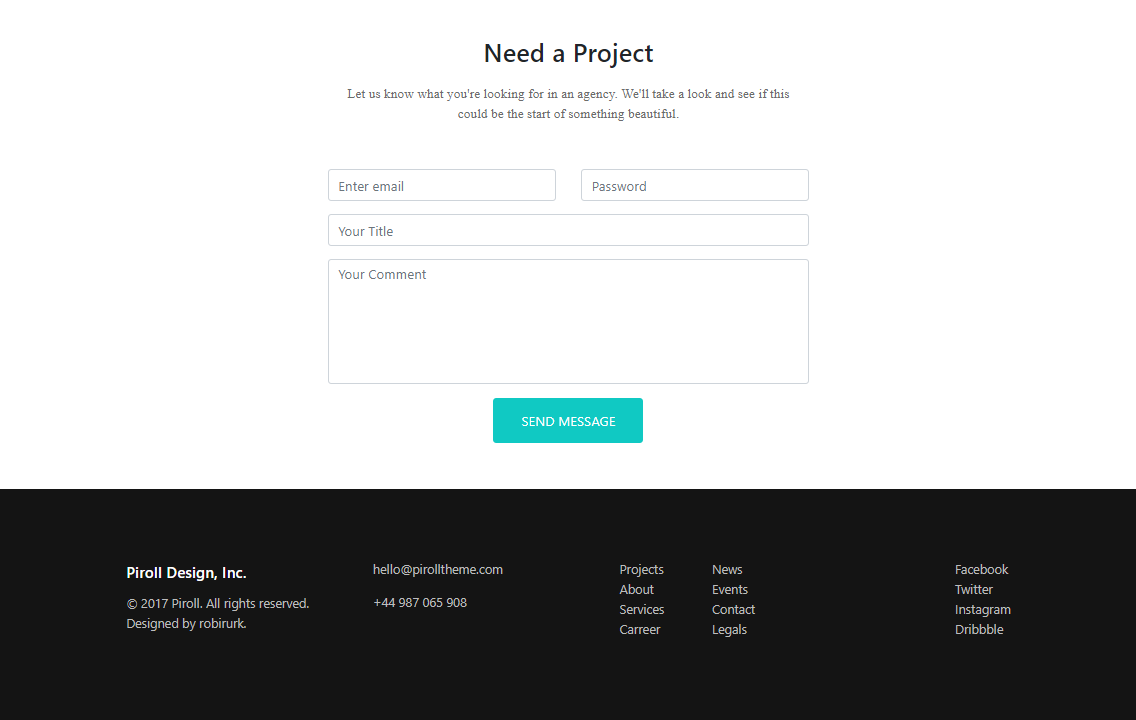 Need a Project
Let us know what you're looking for in an agency. We'll take a look and see if this
could be the start of something beautiful.
Enter email
Password
Your Title
Your Comment
SEND MESSAGE
Piroll Design, Inc.
© 2017 Piroll. All rights reserved.
Designed by robirurk.
hello@pirolltheme.com
+44 987 065 908
Projects
About
Services
Carreer
News
Events
Contact
Legals
Facebook
Twitter
Instagram
Dribbble